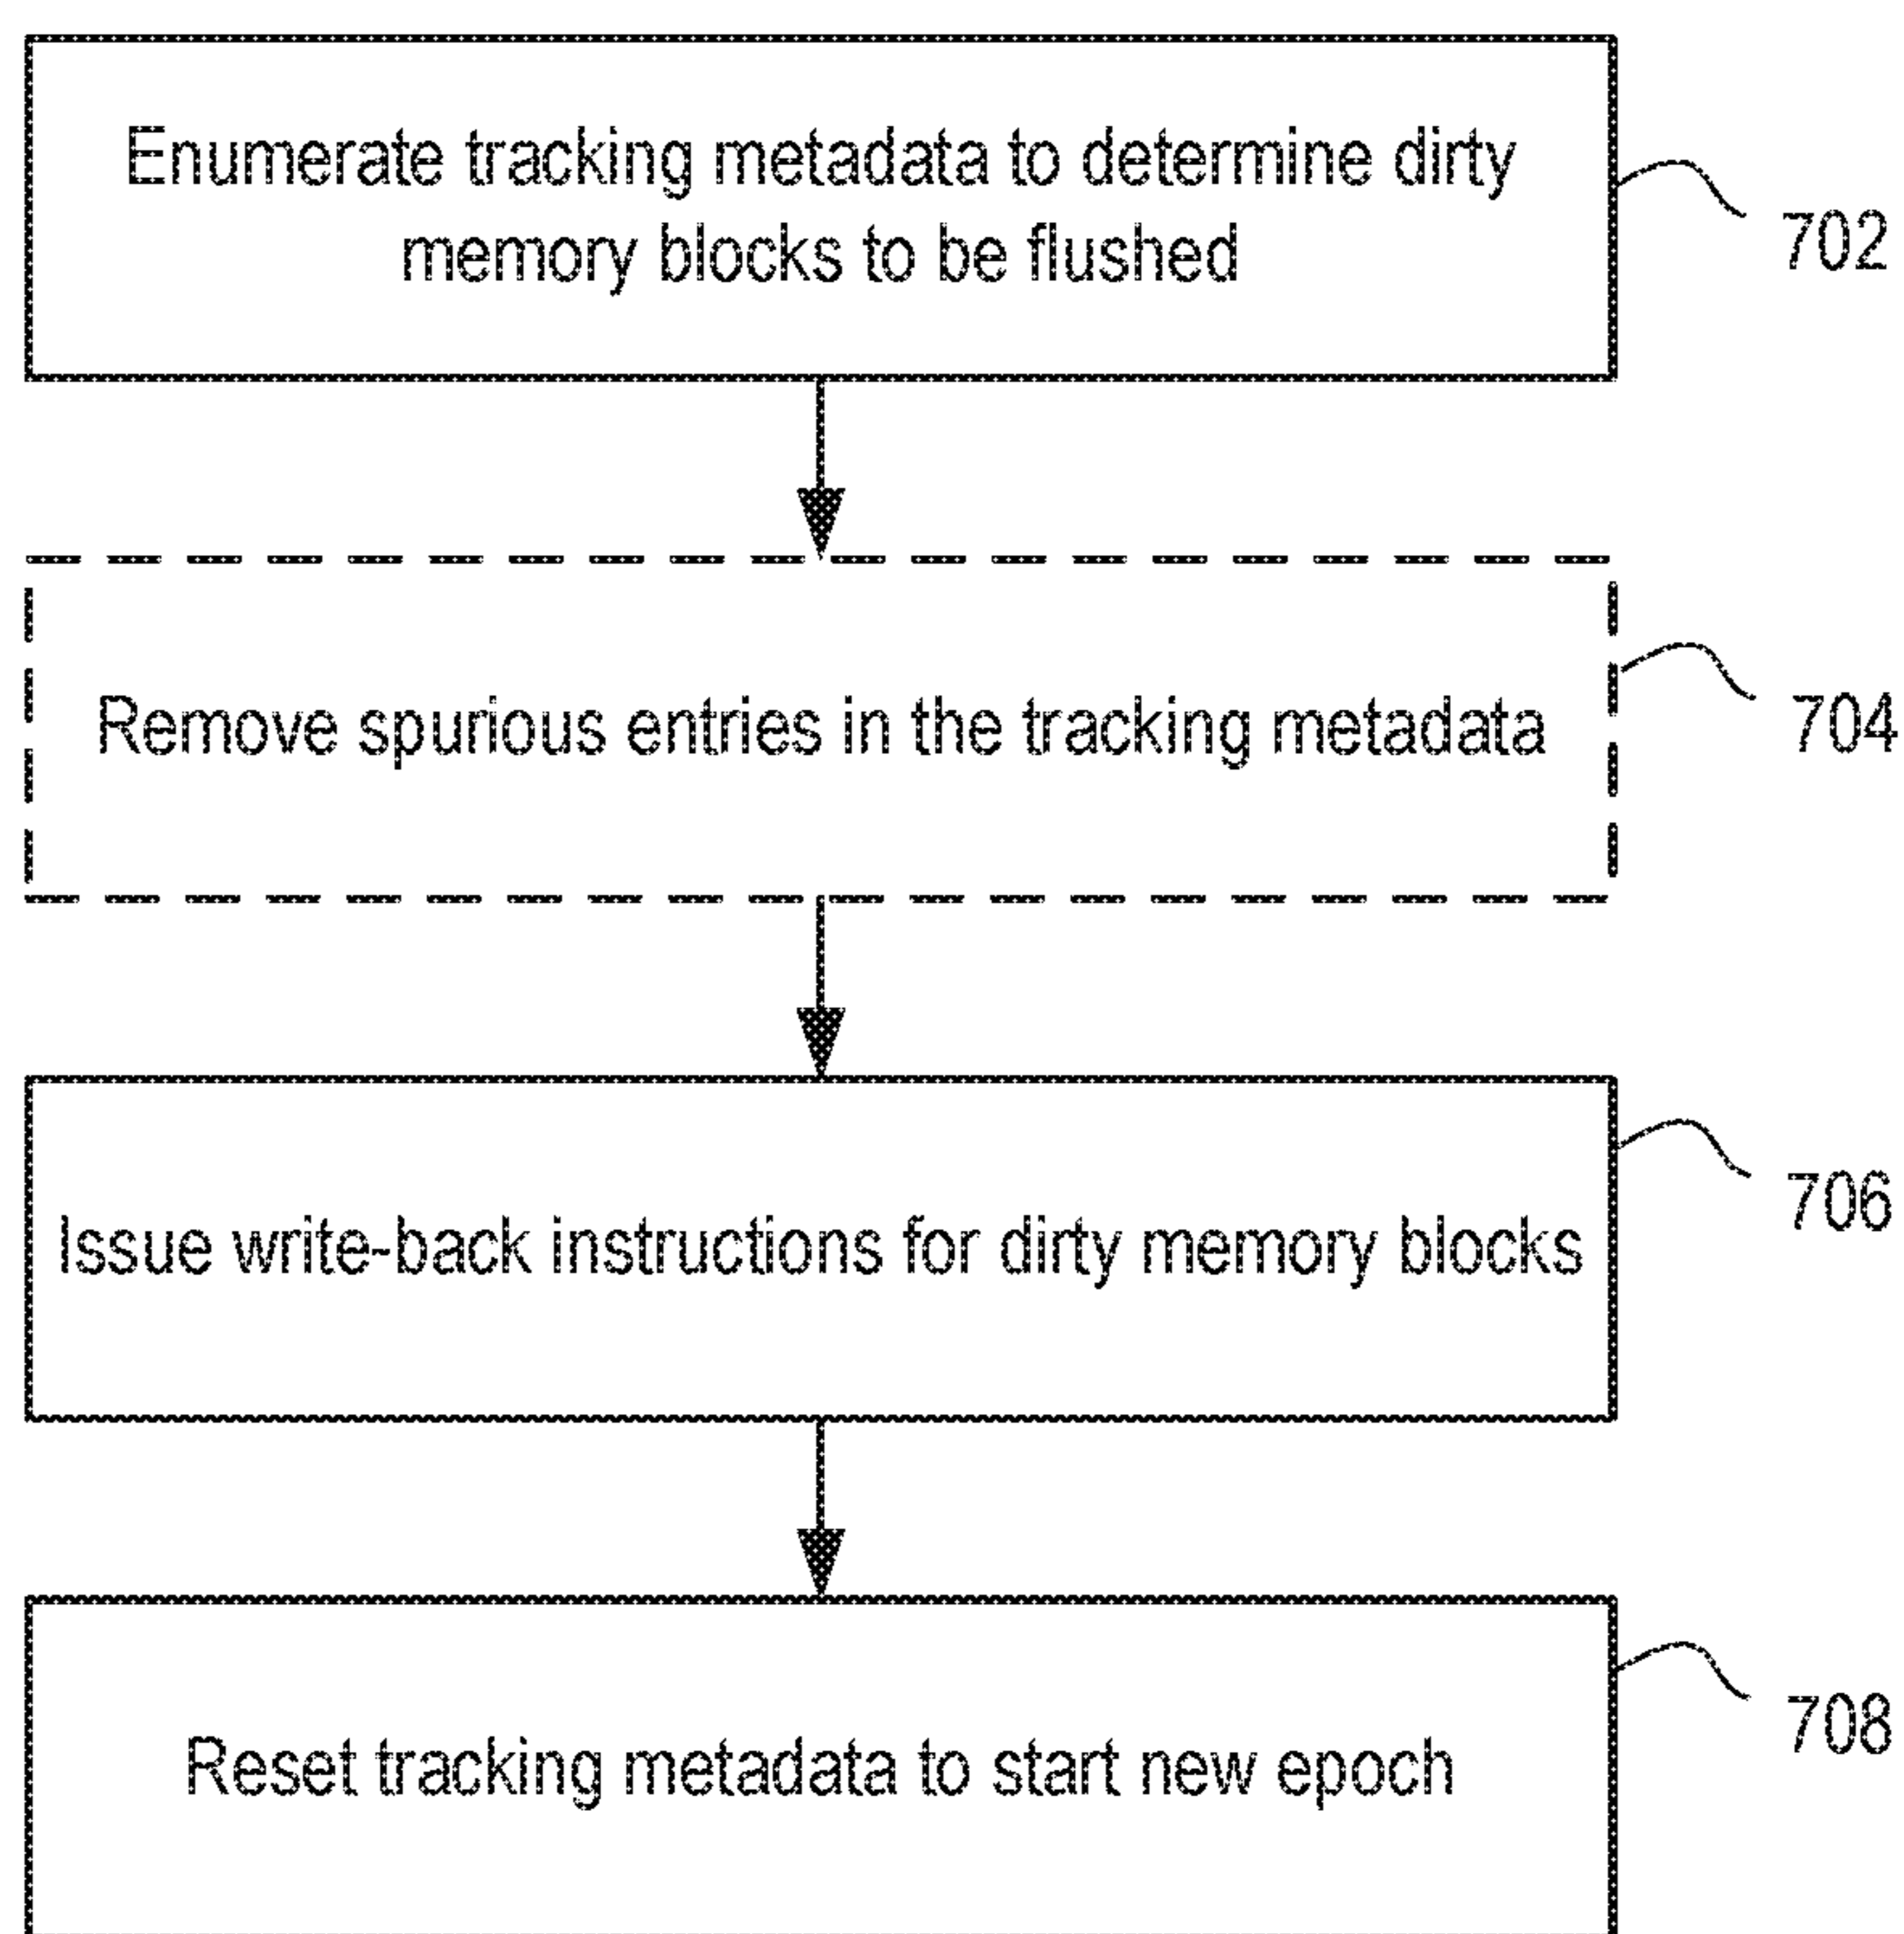 Enumerate tracking metadata to determine dirty
memory blocks to be flushed
702
Remove spurious entries in the tracking metadata
704
Issue write-back instructions for dirty memory blocks
706
Reset tracking metadata to start new epoch
708